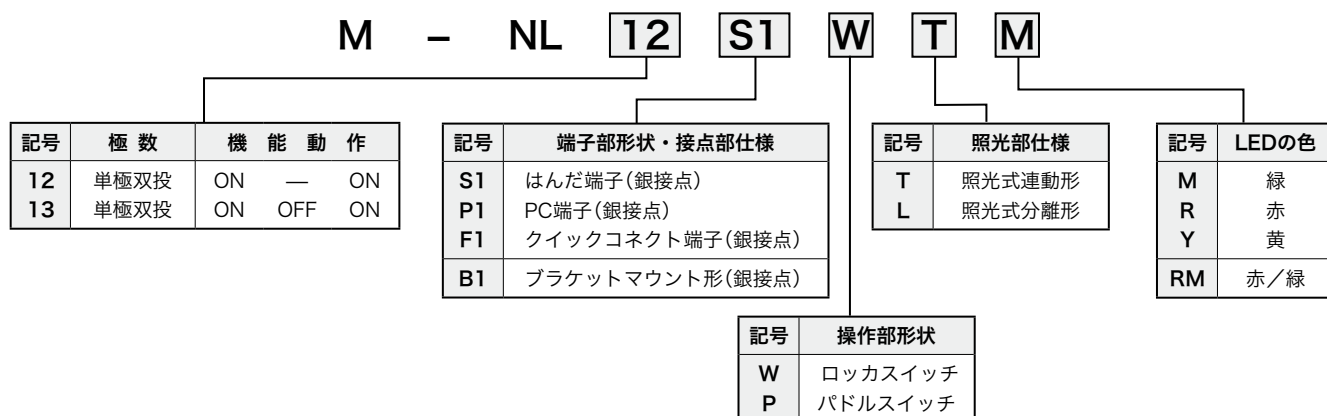 M – NL 12 S1 W T M
記号 極数 機能動作
12 単極双投 ON — ON
13 単極双投 ON OFF ON
記号 端子部形状・接点部仕様
S1 はんだ端子(銀接点)
P1 PC端子(銀接点)
F1 クイックコネクト端子(銀接点)
B1 ブラケットマウント形(銀接点)
記号 操作部形状
W ロッカスイッチ
P パドルスイッチ
記号 照光部仕様
T 照光式連動形
L 照光式分離形
記号 LEDの色
M 緑
R 赤
Y 黄
RM 赤／緑